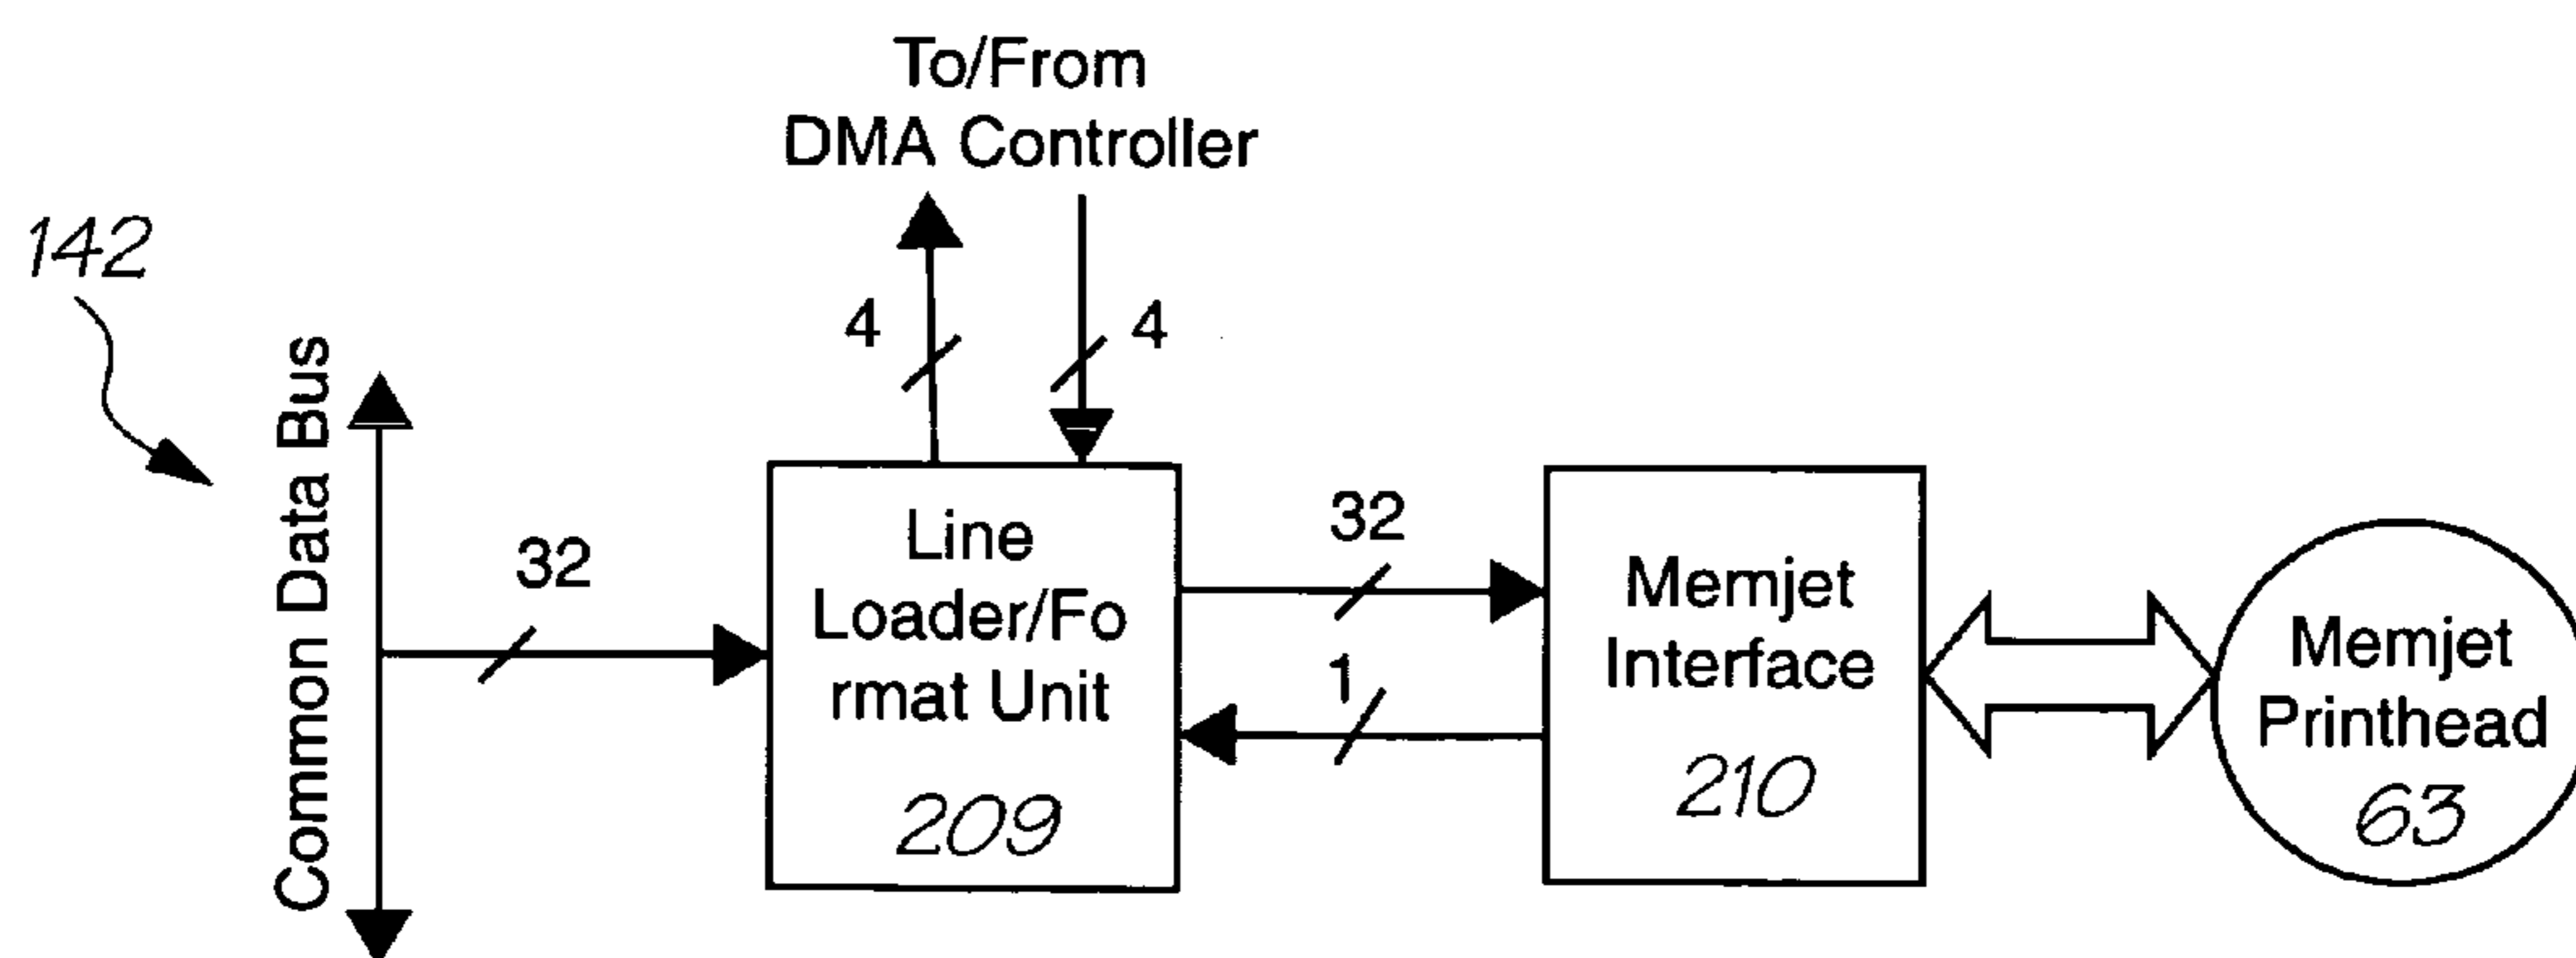 To/From
DMA Controller
142
4
4
Common Data Bus
32
Line
Loader/Fo
rmat Unit
209
32
1
Memjet
Interface
210
Memjet
Printhead
63